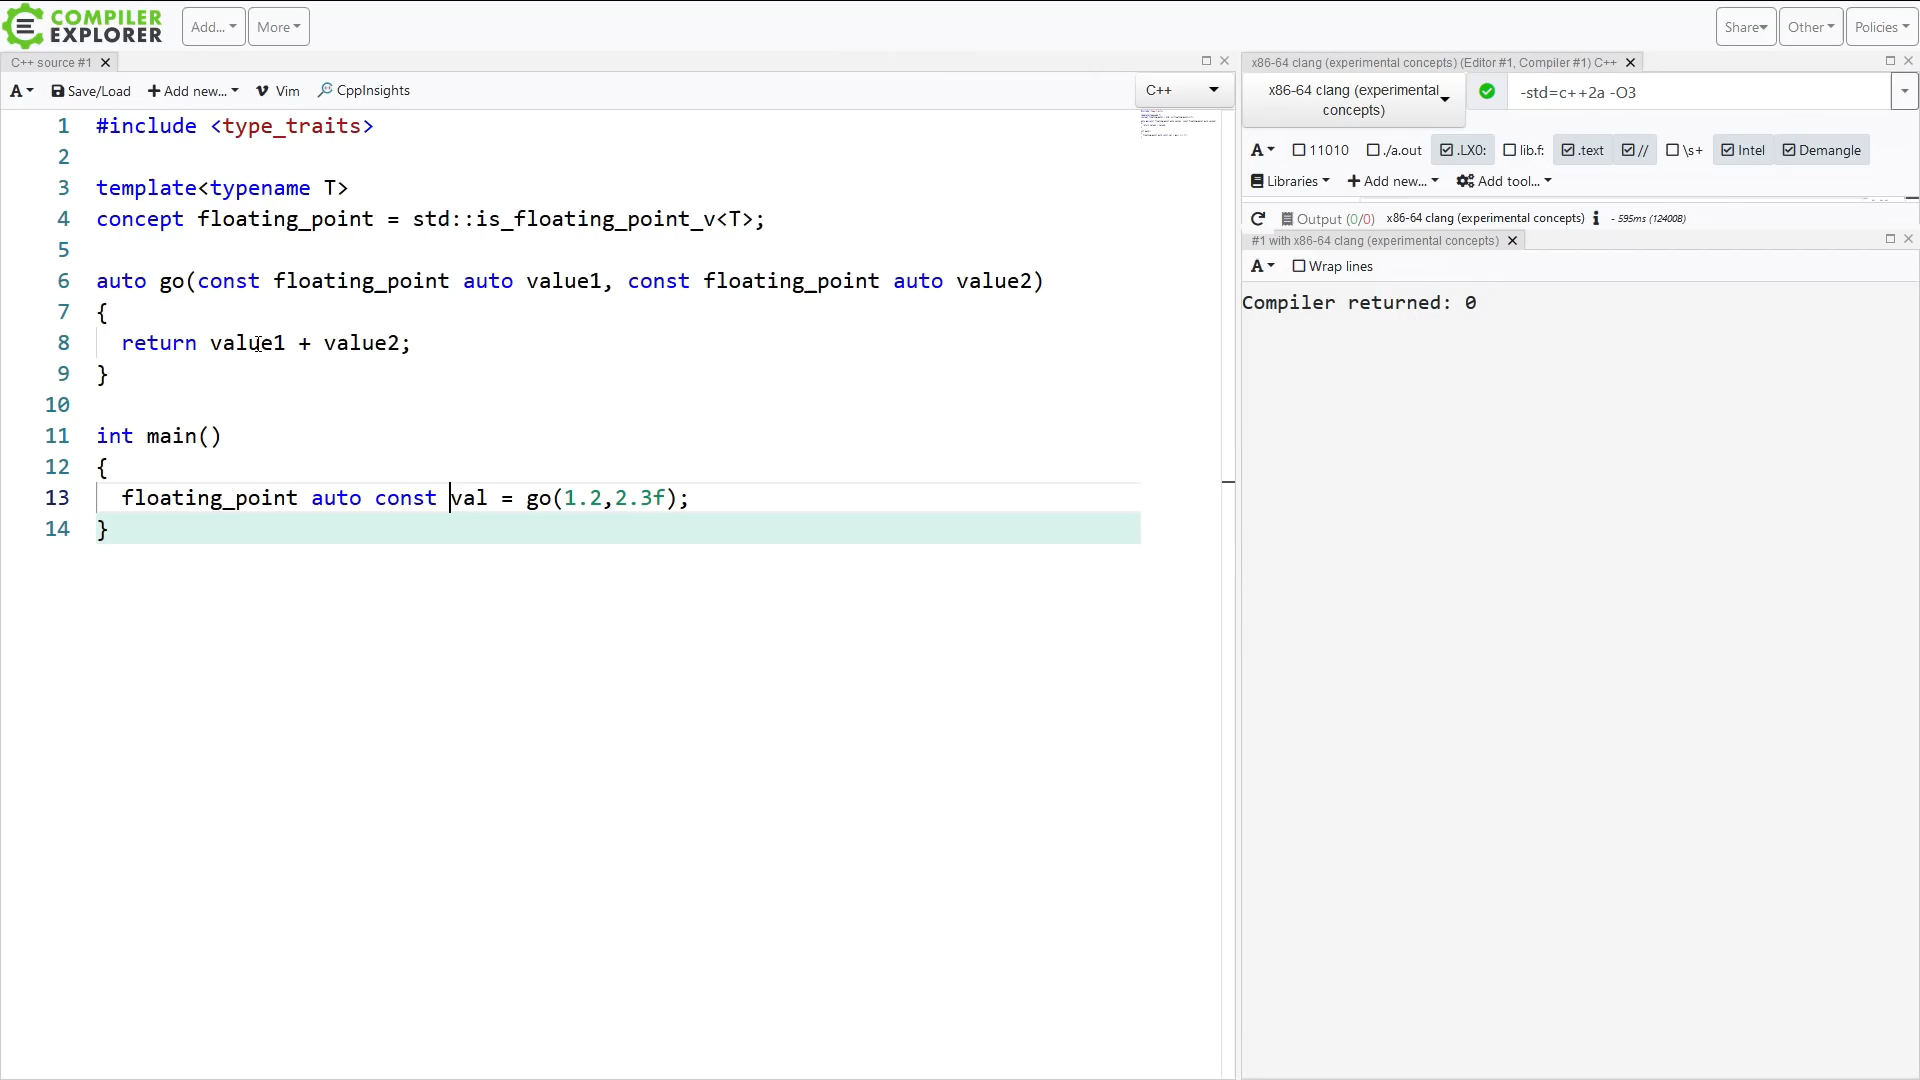 COMPILER
EXPLORER
Add...
More
Share
Other
Policies
C++ source #1
A
Save/Load
Add new...
Vim
CppInsights
C++
1 #include <type_traits>
2
3 template<typename T>
4 concept floating_point = std::is_floating_point_v<T>;
5
6 auto go(const floating_point auto value1, const floating_point auto value2)
7 {
8 return value1 + value2;
9 }
10
11 int main()
12 {
13 floating_point auto const val = go(1.2,2.3f);
14 }
x86-64 clang (experimental concepts) (Editor #1, Compiler #1) C++
x86-64 clang (experimental
concepts)
-std=c++2a -O3
A
11010
./a.out
.LX0:
lib.f:
.text
//
\s+
Intel
Demangle
Libraries
Add new...
Add tool...
Output (0/0)
x86-64 clang (experimental concepts)
i
- 595ms (12400B)
#1 with x86-64 clang (experimental concepts)
A
Wrap lines
Compiler returned: 0